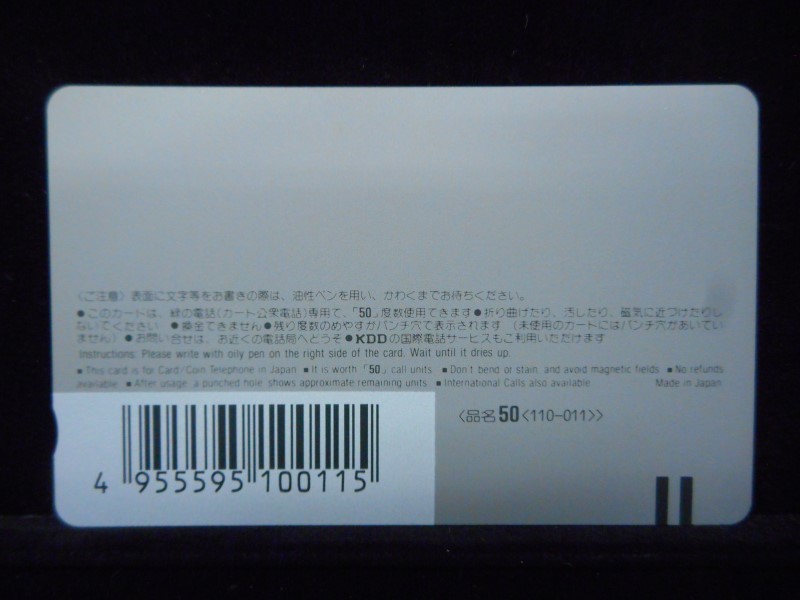 〈ご注意〉表面に文字等をお書きの際は、油性ペンを用い、かわくまでお待ちください。
●このカードは、緑の電話(カード公衆電話)専用で、「50」度数使用できます●折り曲げたり、汚したり、磁気に近づけたりし
ないでください ●換金できません●残り度数のめやすがパンチ穴で表示されます (未使用のカードにはパンチ穴があいてい
ません)●お問い合せは、お近くの電話局へどうぞ●KDDの国際電話サービスもご利用いただけます
Instructions: Please write with oily pen on the right side of the card. Wait until it dries up.
■This card is for Card/Coin Telephone in Japan ■It is worth「50」call units ■Don't bend or stain, and avoid magnetic fields ■No refunds
available ■After usage, a punched hole shows approximate remaining units ■International Calls also available. Made in Japan
〈品名50〈110-011〉〉
4 955595 100115